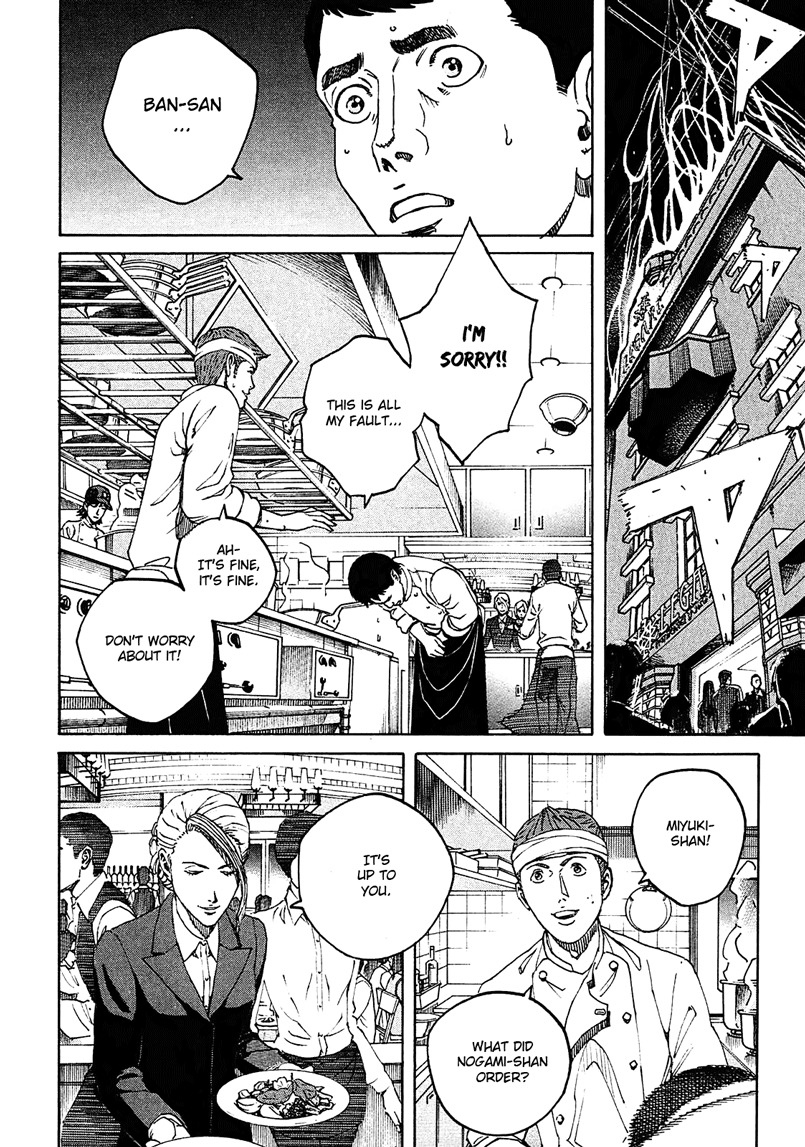 BAN-SAN
...
I'M
SORRY!!
THIS IS ALL
MY FAULT...
AH-
IT'S FINE,
IT'S FINE.
DON'T WORRY
ABOUT IT!
MIYUKI-
SHAN!
WHAT DID
NOGAMI-SHAN
ORDER?
IT'S
UP TO
YOU.